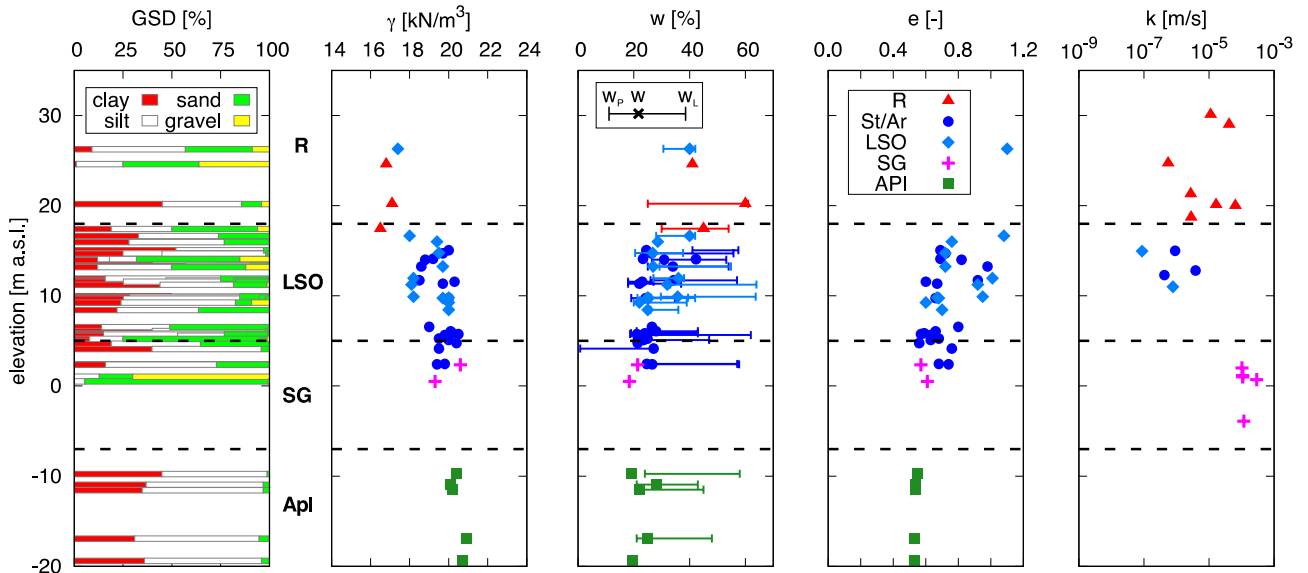 GSD [%]
γ [kN/m³]
w [%]
e [-]
k [m/s]
0 25 50 75 100
14 16 18 20 22 24
0 20 40 60
0.0 0.4 0.8 1.2
10⁻⁹ 10⁻⁷ 10⁻⁵ 10⁻³
elevation [m a.s.l.]
30
20
10
0
-10
-20
clay sand
silt gravel
R
LSO
SG
Apl
w_P w w_L
R
St/Ar
LSO
SG
API